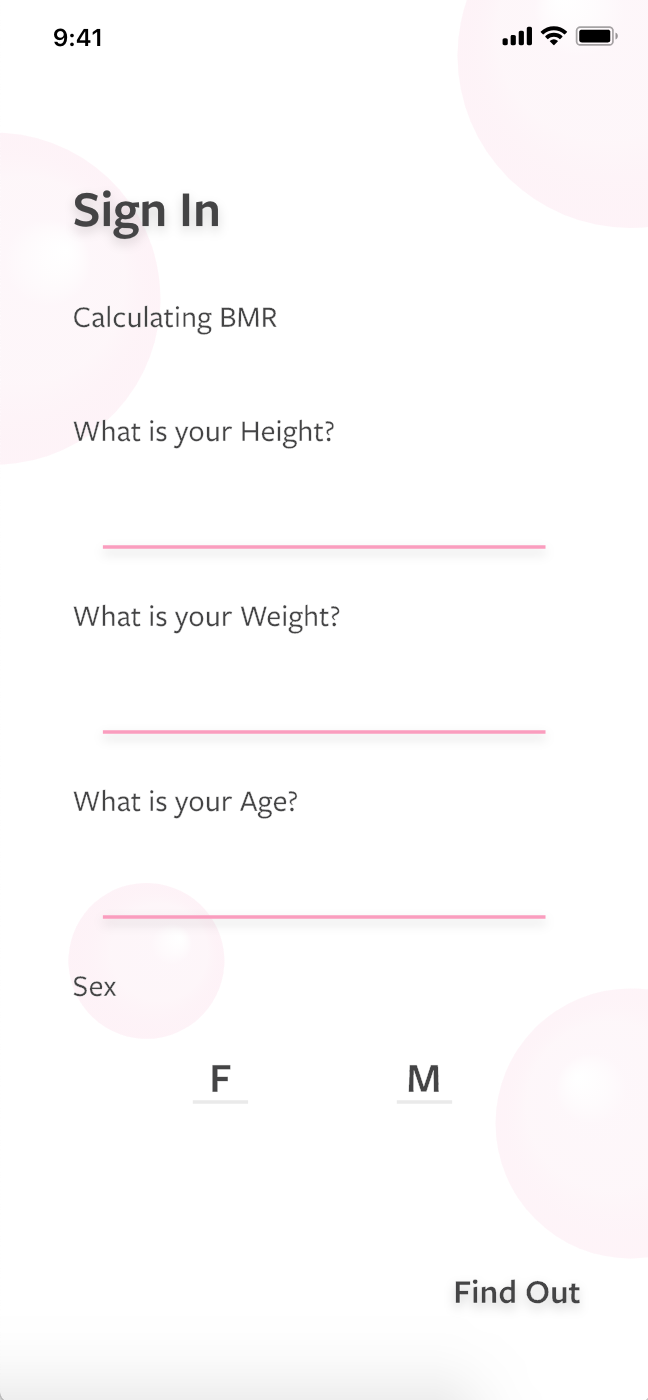 9:41
Sign In
Calculating BMR
What is your Height?
What is your Weight?
What is your Age?
Sex
F M
Find Out